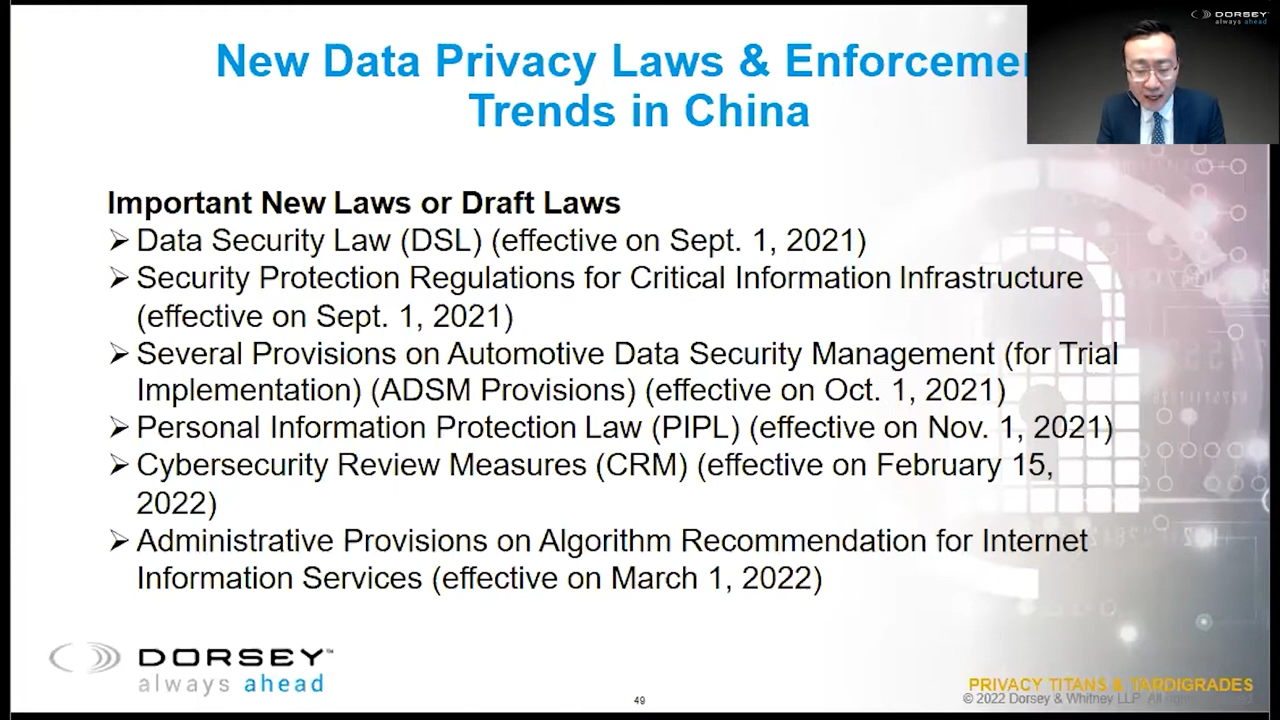 New Data Privacy Laws & Enforcemen
Trends in China
DORSEY
always ahead
Important New Laws or Draft Laws
➢ Data Security Law (DSL) (effective on Sept. 1, 2021)
➢ Security Protection Regulations for Critical Information Infrastructure
(effective on Sept. 1, 2021)
➢ Several Provisions on Automotive Data Security Management (for Trial
Implementation) (ADSM Provisions) (effective on Oct. 1, 2021)
➢ Personal Information Protection Law (PIPL) (effective on Nov. 1, 2021)
➢ Cybersecurity Review Measures (CRM) (effective on February 15,
2022)
➢ Administrative Provisions on Algorithm Recommendation for Internet
Information Services (effective on March 1, 2022)
DORSEY™
always ahead
49
PRIVACY TITANS & TARDIGRADES
© 2022 Dorsey & Whitney LLP. All rights